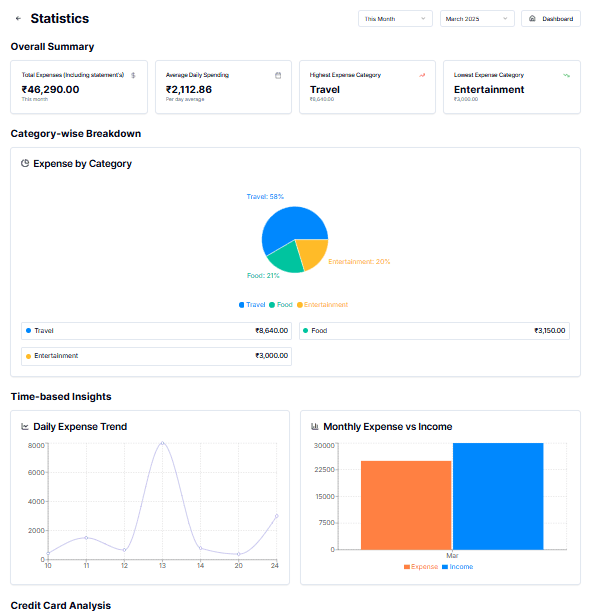 Statistics
This Month
March 2025
Dashboard
Overall Summary
Total Expenses (Including statement's)
$
₹46,290.00
This month
Average Daily Spending
₹2,112.86
Per day average
Highest Expense Category
Travel
₹8,640.00
Lowest Expense Category
Entertainment
₹3,000.00
Category-wise Breakdown
Expense by Category
Travel: 58%
Entertainment: 20%
Food: 21%
Travel Food Entertainment
Travel ₹8,640.00
Food ₹3,150.00
Entertainment ₹3,000.00
Time-based Insights
Daily Expense Trend
8000
6000
4000
2000
0
10 11 12 13 14 20 24
Monthly Expense vs Income
30000
22500
15000
7500
0
Mar
Expense Income
Credit Card Analysis